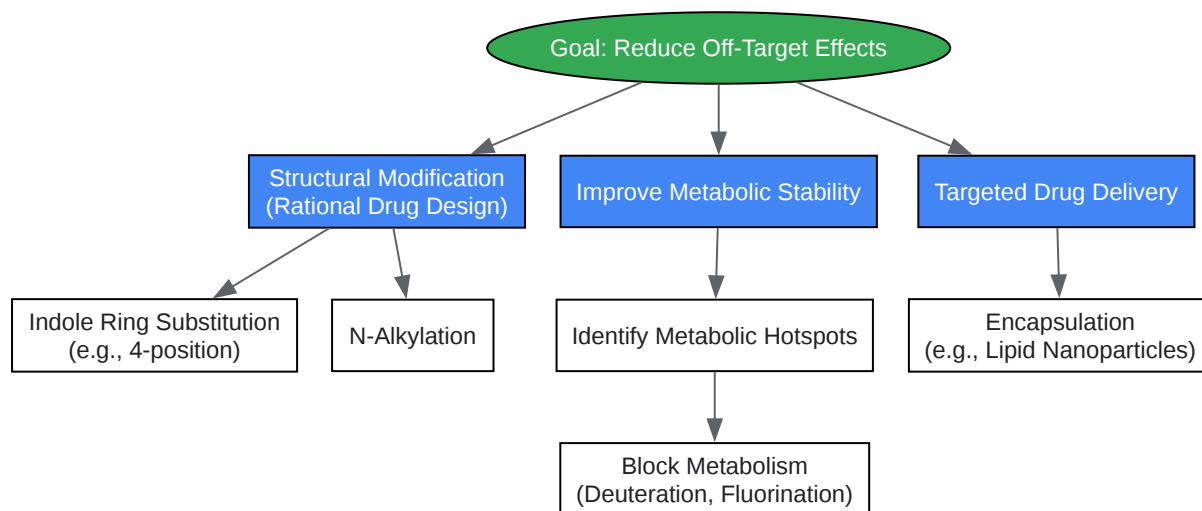 Goal: Reduce Off-Target Effects
Structural Modification
(Rational Drug Design)
Improve Metabolic Stability
Targeted Drug Delivery
Indole Ring Substitution
(e.g., 4-position)
N-Alkylation
Identify Metabolic Hotspots
Encapsulation
(e.g., Lipid Nanoparticles)
Block Metabolism
(Deuteration, Fluorination)